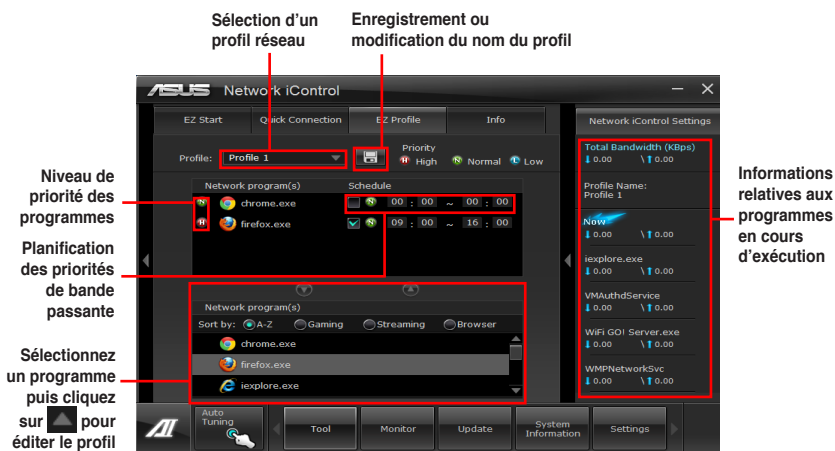 Sélection d'un
profil réseau
Enregistrement ou
modification du nom du profil
ASUS Network iControl
EZ Start Quick Connection EZ Profile Info
Network iControl Settings
Profile: Profile 1
Priority
H High N Normal L Low
Total Bandwidth (KBps)
0.00 \ 0.00
Niveau de
priorité des
programmes
Network program(s) Schedule
N chrome.exe N 00 : 00 ~ 00 : 00
H firefox.exe N 09 : 00 ~ 16 : 00
Profile Name:
Profile 1
Now
0.00 \ 0.00
Informations
relatives aux
programmes
en cours
d'exécution
Planification
des priorités
de bande
passante
iexplore.exe
0.00 \ 0.00
VMAuthdService
0.00 \ 0.00
WiFi GO! Server.exe
0.00 \ 0.00
WMPNetworkSvc
0.00 \ 0.00
Network program(s)
Sort by: A-Z Gaming Streaming Browser
chrome.exe
firefox.exe
iexplore.exe
Sélectionnez
un programme
puis cliquez
sur pour
éditer le profil
AI
Auto
Tuning
Tool Monitor Update
System
Information
Settings